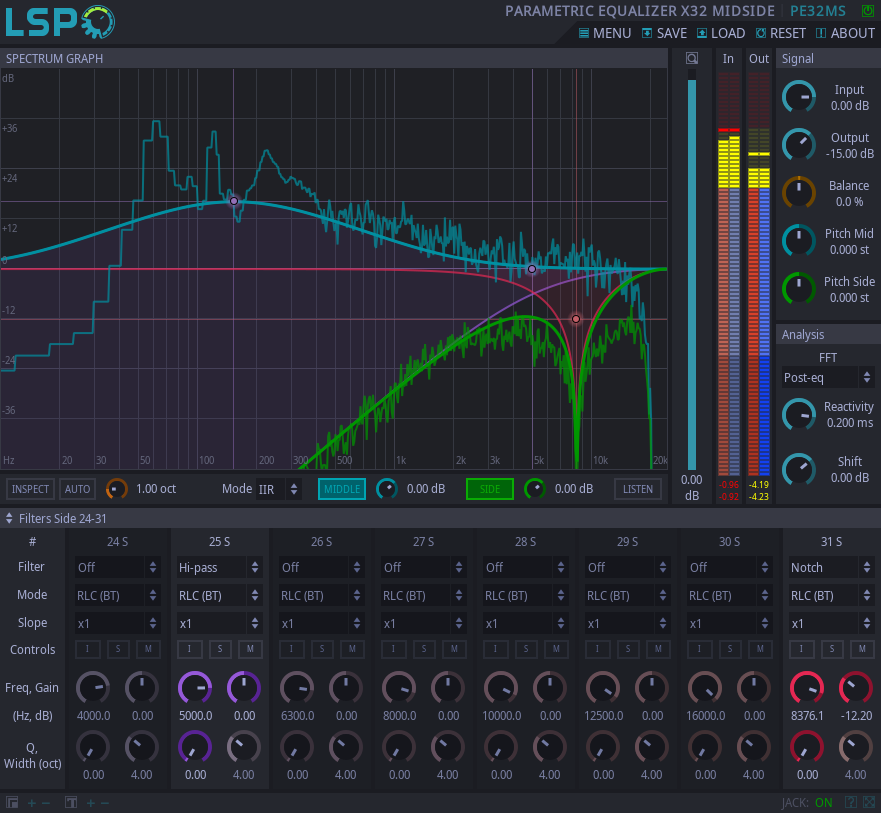 LSP
PARAMETRIC EQUALIZER X32 MIDSIDE PE32MS
MENU SAVE LOAD RESET ABOUT
SPECTRUM GRAPH
In Out
Signal
dB
+36
+24
+12
0
-12
-24
-36
Hz 20 30 50 100 200 300 500 1k 2k 3k 5k 10k 20k
0.00
dB
-0.96 -4.19
-0.92 -4.23
Input
0.00 dB
Output
-15.00 dB
Balance
0.0 %
Pitch Mid
0.000 st
Pitch Side
0.000 st
Analysis
FFT
Post-eq
Reactivity
0.200 ms
Shift
0.00 dB
INSPECT AUTO 1.00 oct Mode IIR MIDDLE 0.00 dB SIDE 0.00 dB LISTEN
Filters Side 24-31
# 24 S 25 S 26 S 27 S 28 S 29 S 30 S 31 S
Filter Off Hi-pass Off Off Off Off Off Notch
Mode RLC (BT) RLC (BT) RLC (BT) RLC (BT) RLC (BT) RLC (BT) RLC (BT) RLC (BT)
Slope x1 x1 x1 x1 x1 x1 x1 x1
Controls I S M I S M I S M I S M I S M I S M I S M I S M
Freq, Gain
(Hz, dB) 4000.0 0.00 5000.0 0.00 6300.0 0.00 8000.0 0.00 10000.0 0.00 12500.0 0.00 16000.0 0.00 8376.1 -12.20
Q,
Width (oct)
0.00 4.00 0.00 4.00 0.00 4.00 0.00 4.00 0.00 4.00 0.00 4.00 0.00 4.00 0.00 4.00
JACK: ON